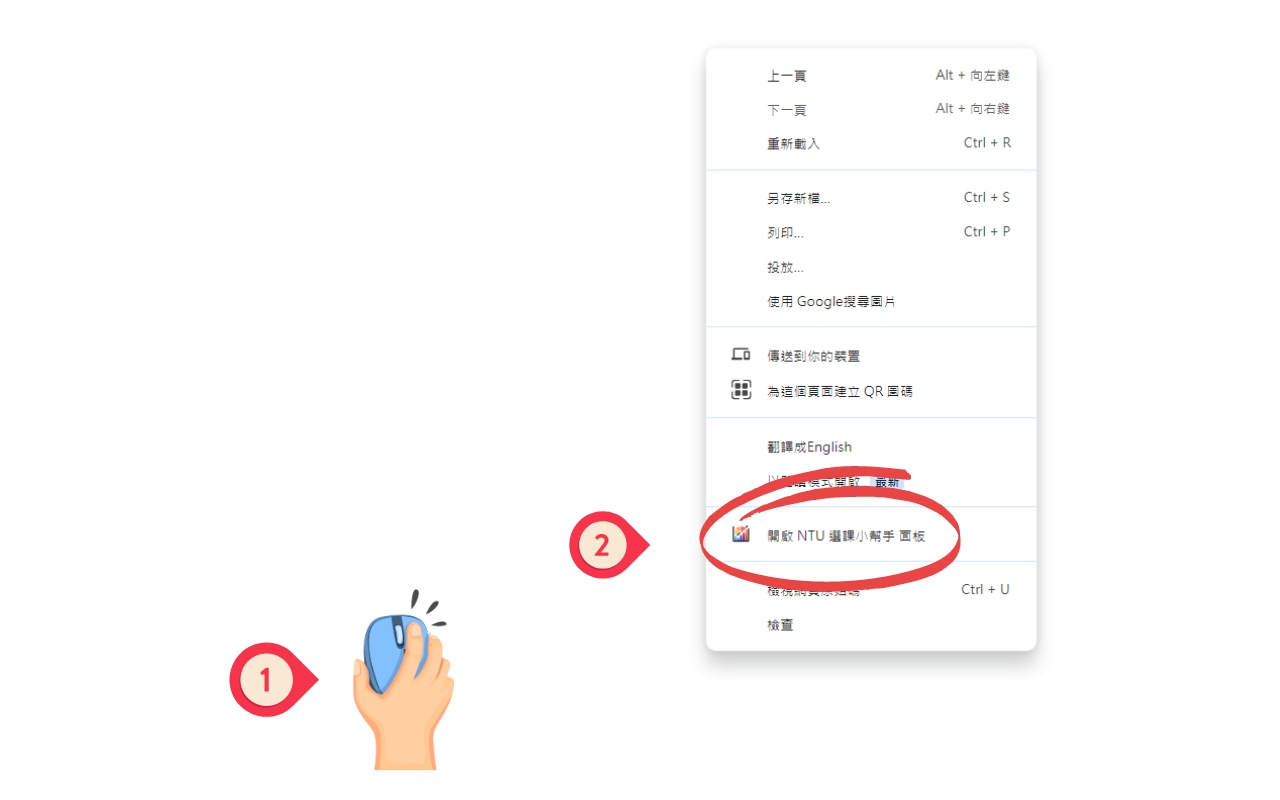 上一頁 Alt + 向左鍵
下一頁 Alt + 向右鍵
重新載入 Ctrl + R
另存新檔... Ctrl + S
列印... Ctrl + P
投放...
使用 Google搜尋圖片
傳送到你的裝置
為這個頁面建立 QR 圖碼
翻譯成English
以閱讀模式開啟 最新
開啟 NTU 選課小幫手 面板
2
檢視網頁原始碼 Ctrl + U
檢查
1